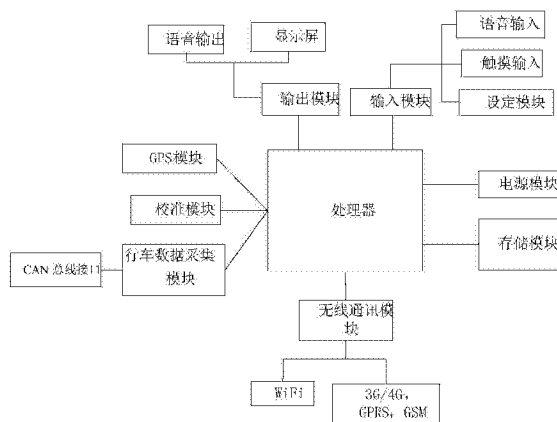 语音输出
显示屏
语音输入
触摸输入
设定模块
输出模块
输入模块
GPS模块
校准模块
行车数据采集
模块
CAN 总线接口
处理器
电源模块
存储模块
无线通讯模
块
WiFi
3G/4G，
GPRS，GSM